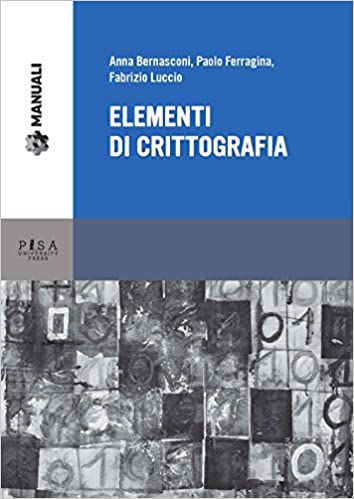 MANUALI
Anna Bernasconi, Paolo Ferragina,
Fabrizio Luccio
ELEMENTI
DI CRITTOGRAFIA
PISA
UNIVERSITY
PRESS